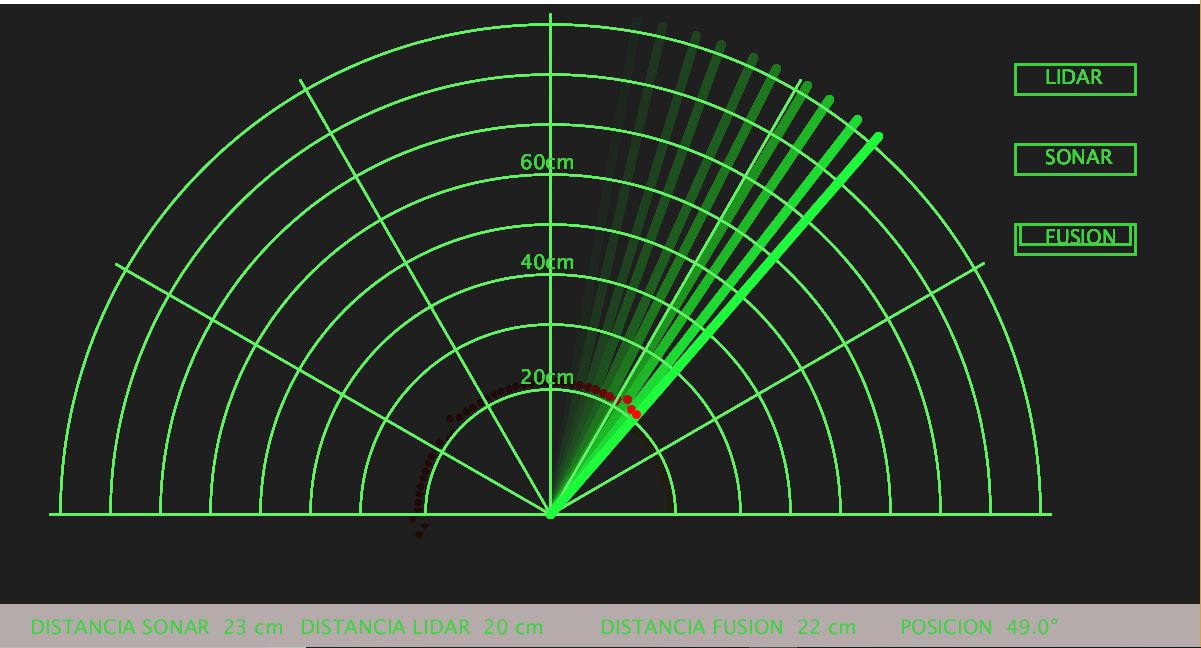 LIDAR
SONAR
60cm
FUSION
40cm
20cm
DISTANCIA SONAR 23 cm DISTANCIA LIDAR 20 cm DISTANCIA FUSION 22 cm POSICION 49.0°